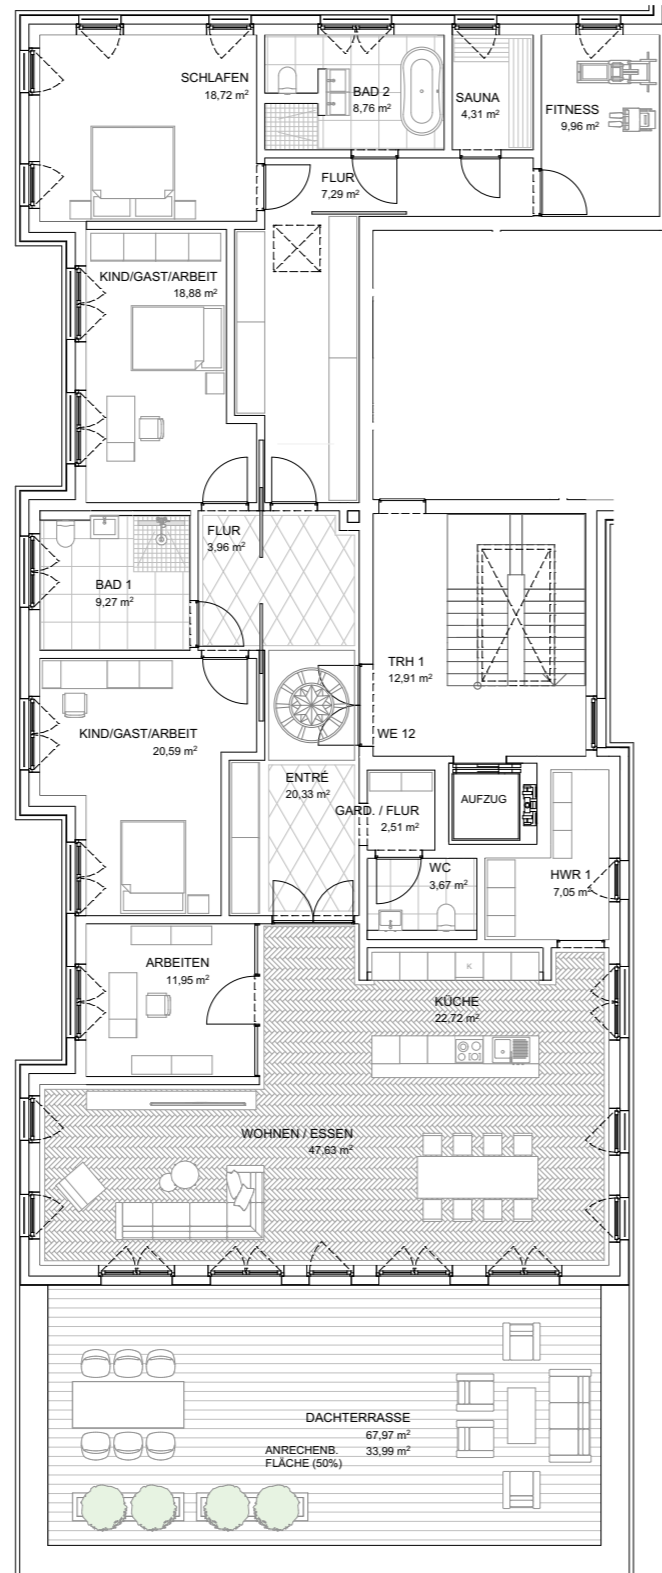 SCHLAFEN
18,72 m²
BAD 2
8,76 m²
SAUNA
4,31 m²
FITNESS
9,96 m²
FLUR
7,29 m²
KIND/GAST/ARBEIT
18,88 m²
FLUR
3,96 m²
BAD 1
9,27 m²
TRH 1
12,91 m²
KIND/GAST/ARBEIT
20,59 m²
WE 12
ENTRÉ
20,33 m²
AUFZUG
GARD. / FLUR
2,51 m²
WC
3,67 m²
HWR 1
7,05 m²
ARBEITEN
11,95 m²
K
KÜCHE
22,72 m²
WOHNEN / ESSEN
47,63 m²
DACHTERRASSE
67,97 m²
ANRECHENB. 33,99 m²
FLÄCHE (50%)